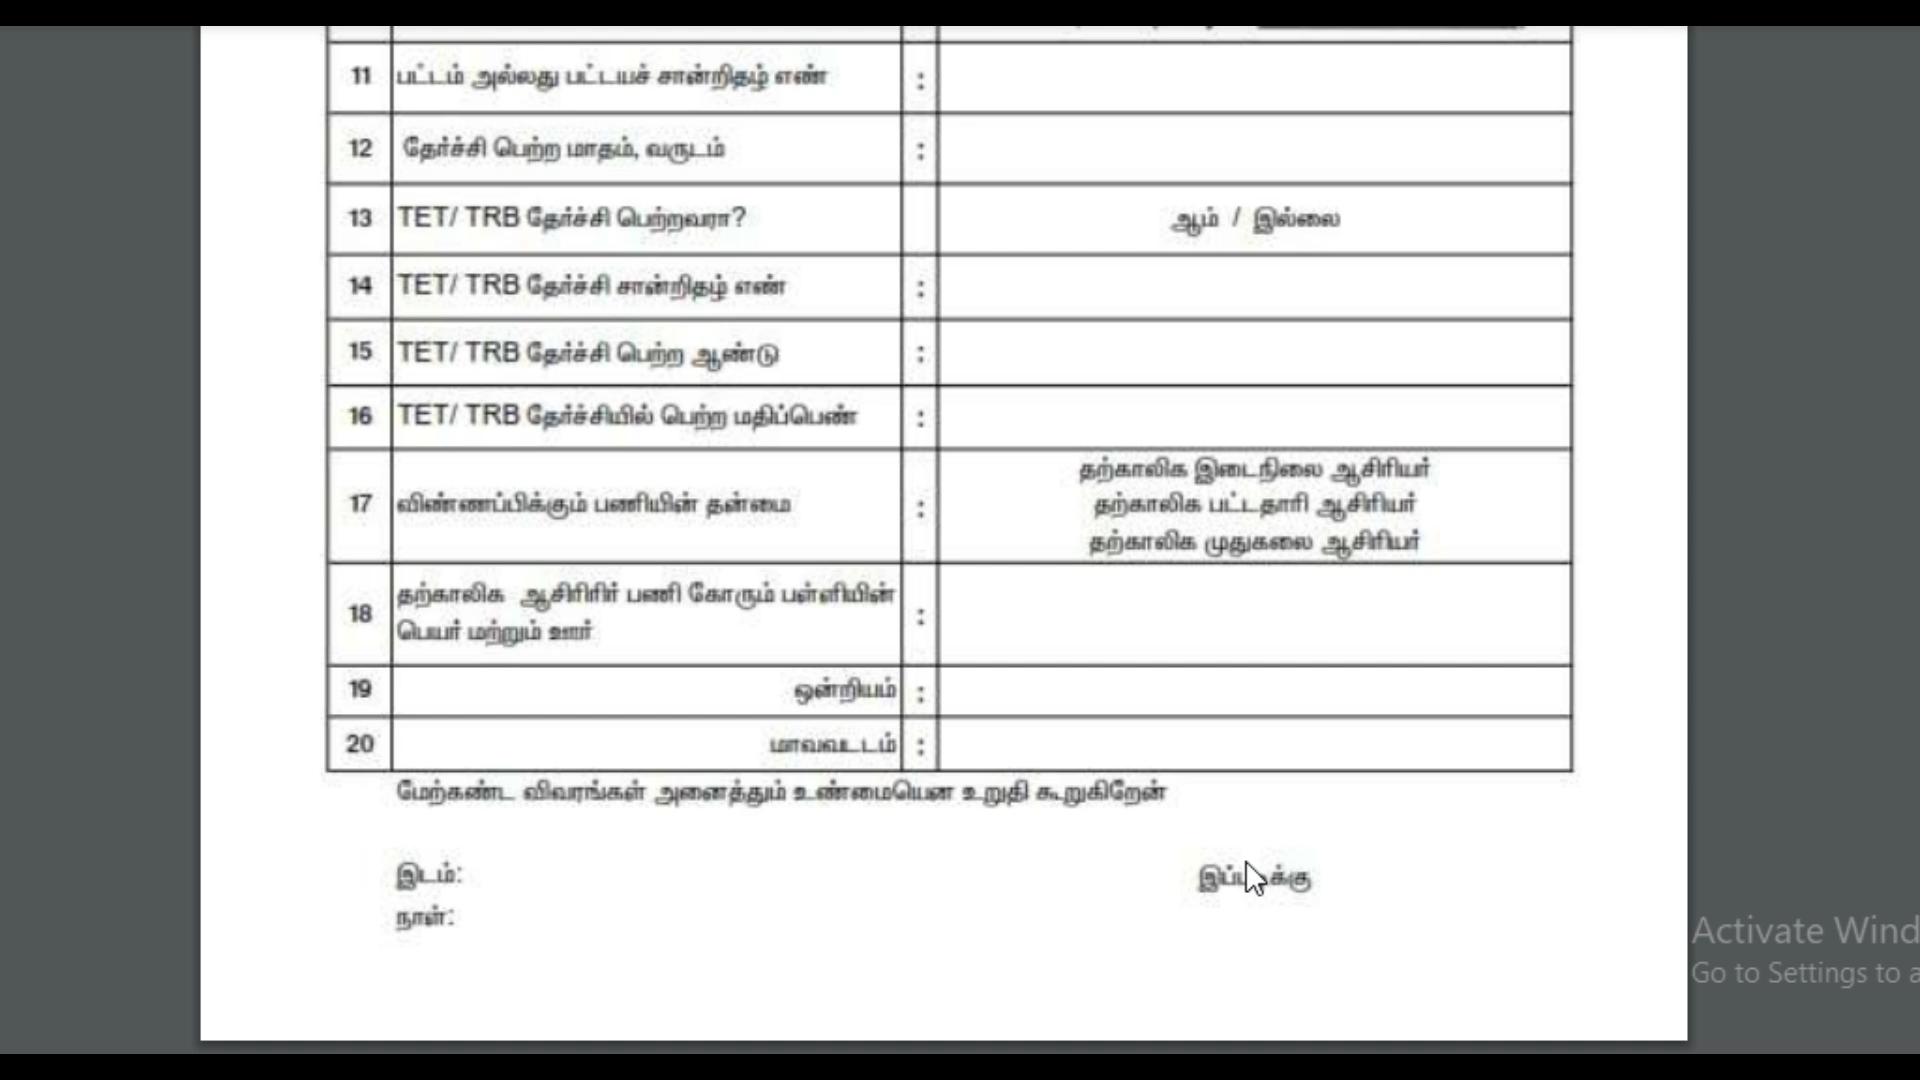 11 பட்டம் அல்லது பட்டயச் சான்றிதழ் எண் :
12 தேர்ச்சி பெற்ற மாதம், வருடம் :
13 TET/ TRB தேர்ச்சி பெற்றவரா? ஆம் / இல்லை
14 TET/ TRB தேர்ச்சி சான்றிதழ் எண் :
15 TET/ TRB தேர்ச்சி பெற்ற ஆண்டு :
16 TET/ TRB தேர்ச்சியில் பெற்ற மதிப்பெண் :
17 விண்ணப்பிக்கும் பணியின் தன்மை :
தற்காலிக இடைநிலை ஆசிரியர்
தற்காலிக பட்டதாரி ஆசிரியர்
தற்காலிக முதுகலை ஆசிரியர்
18 தற்காலிக ஆசிரிரிர் பணி கோரும் பள்ளியின் :
பெயர் மற்றும் ஊர்
19 ஒன்றியம் :
20 மாவவடடம் :
மேற்கண்ட விவரங்கள் அனைத்தும் உண்மையென உறுதி கூறுகிறேன்
இடம்:
நாள்:
Activate Wind
Go to Settings to a